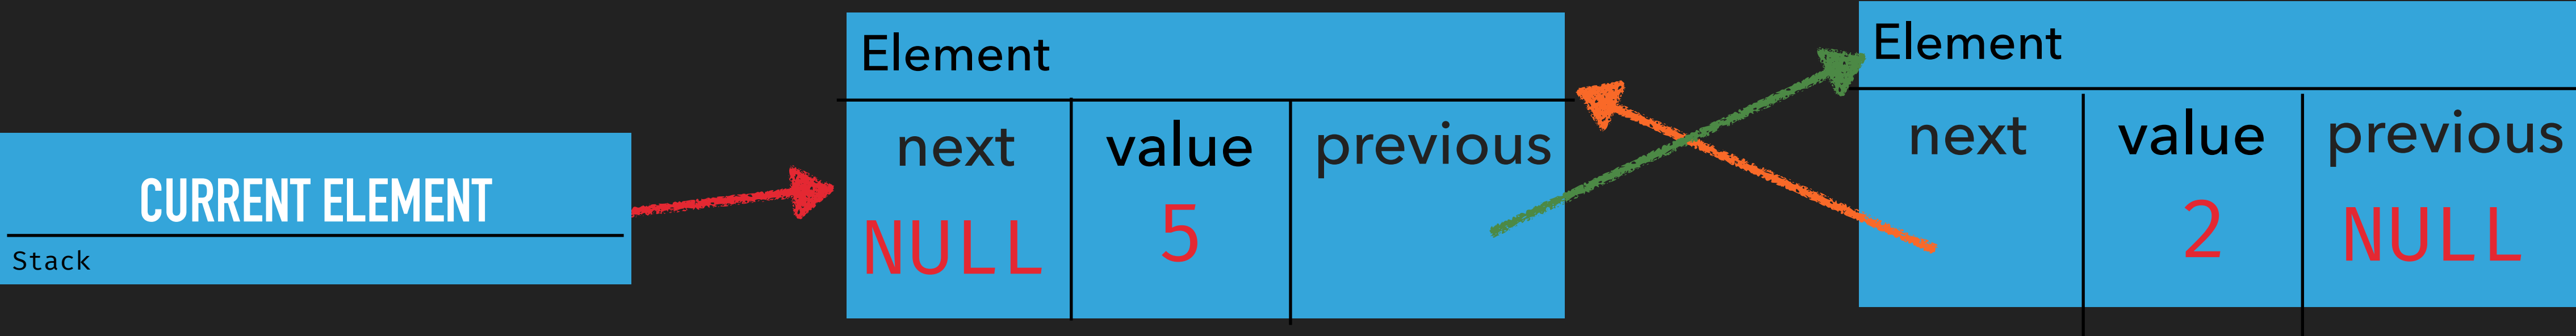 CURRENT ELEMENT
Stack
Element
next value previous
NULL 5
Element
next value previous
2 NULL